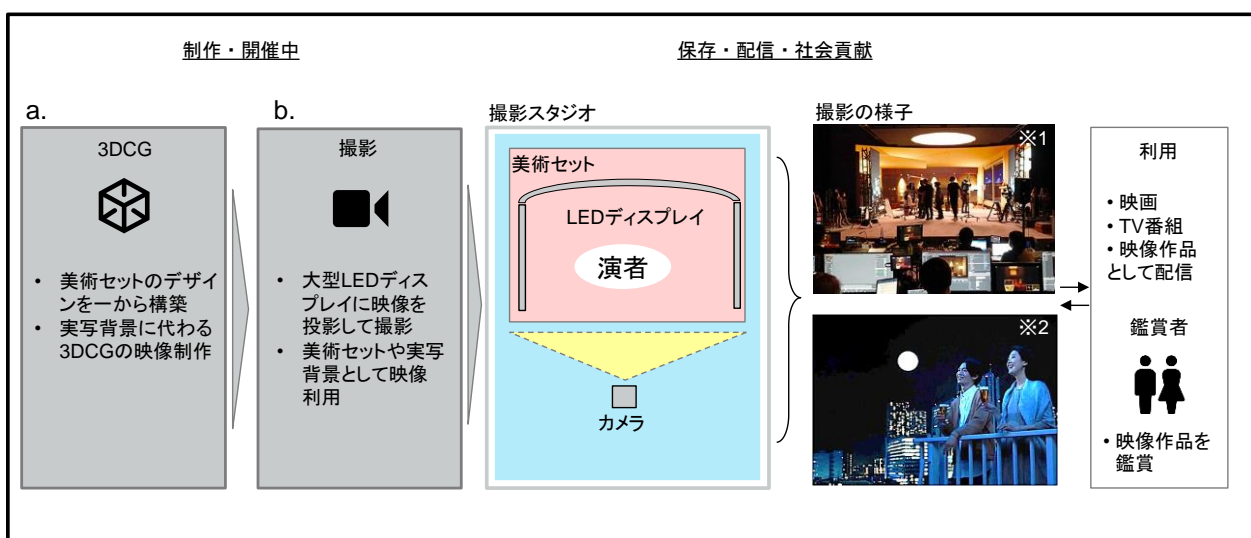 制作・開催中
保存・配信・社会貢献
a.
3DCG
• 美術セットのデザイ
ンを一から構築
• 実写背景に代わる
3DCGの映像制作
b.
撮影
• 大型LEDディス
プレイに映像を
投影して撮影
• 美術セットや実写
背景として映像
利用
撮影スタジオ
美術セット
LEDディスプレイ
演者
カメラ
撮影の様子
※1
※2
利用
• 映画
• TV番組
• 映像作品
として配信
鑑賞者
• 映像作品を
鑑賞